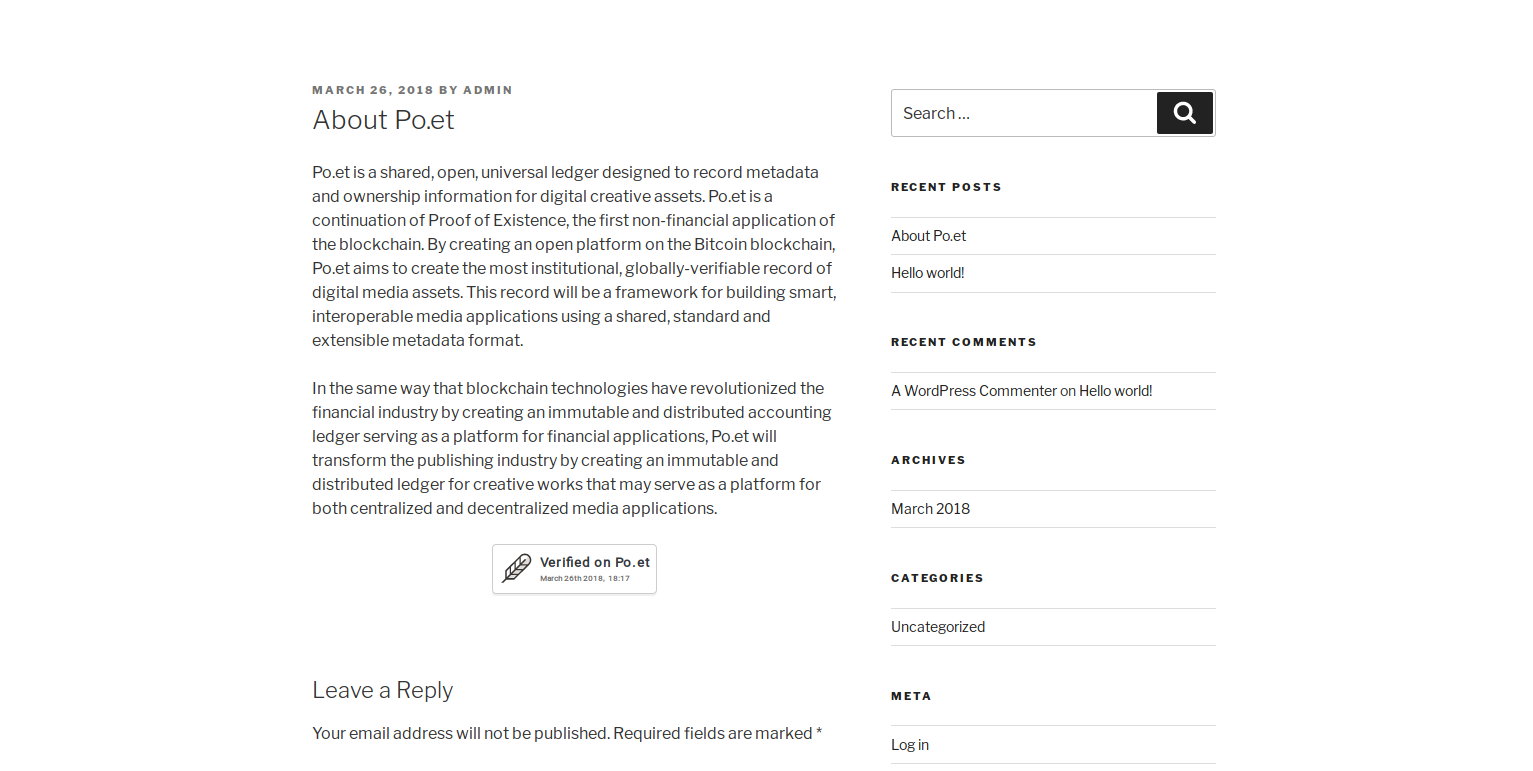 MARCH 26, 2018 BY ADMIN
About Po.et
Po.et is a shared, open, universal ledger designed to record metadata
and ownership information for digital creative assets. Po.et is a
continuation of Proof of Existence, the first non-financial application of
the blockchain. By creating an open platform on the Bitcoin blockchain,
Po.et aims to create the most institutional, globally-verifiable record of
digital media assets. This record will be a framework for building smart,
interoperable media applications using a shared, standard and
extensible metadata format.
In the same way that blockchain technologies have revolutionized the
financial industry by creating an immutable and distributed accounting
ledger serving as a platform for financial applications, Po.et will
transform the publishing industry by creating an immutable and
distributed ledger for creative works that may serve as a platform for
both centralized and decentralized media applications.
Verified on Po.et
March 26th 2018, 18:17
Leave a Reply
Your email address will not be published. Required fields are marked *
Search …
RECENT POSTS
About Po.et
Hello world!
RECENT COMMENTS
A WordPress Commenter on Hello world!
ARCHIVES
March 2018
CATEGORIES
Uncategorized
META
Log in